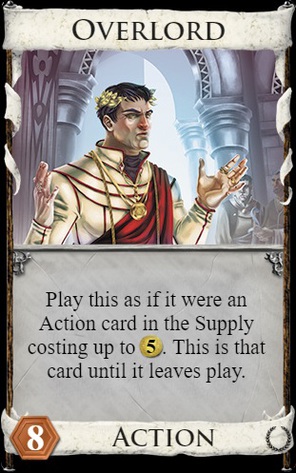 OVERLORD
Play this as if it were an
Action card in the Supply
costing up to 5. This is that
card until it leaves play.
8
ACTION